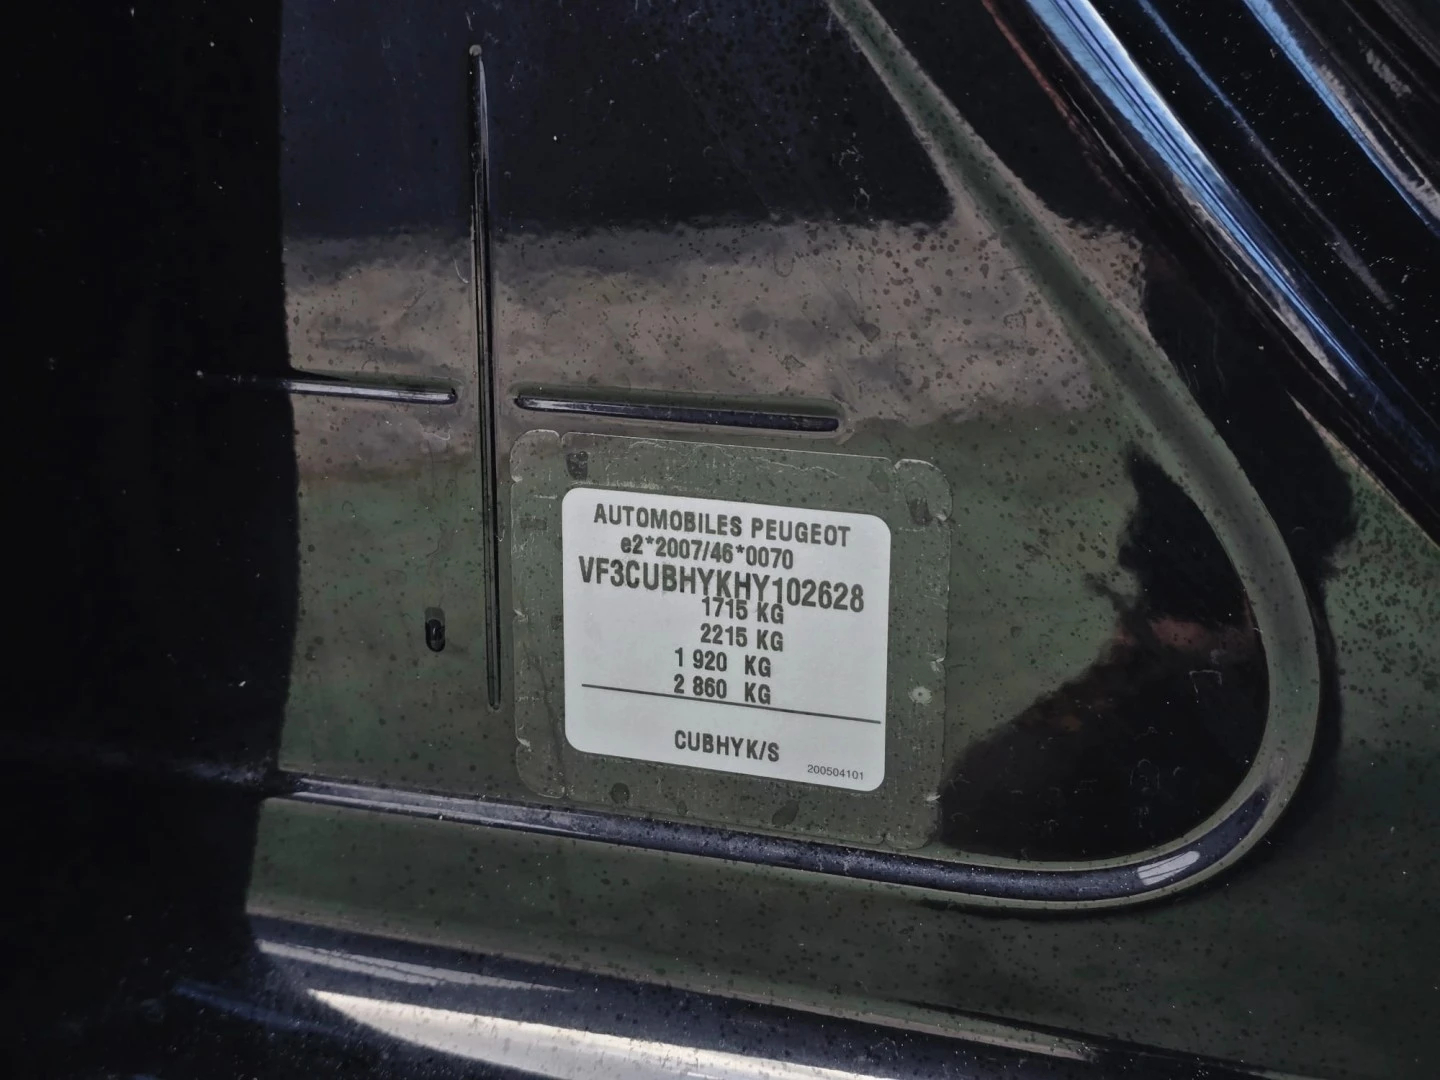 AUTOMOBILES PEUGEOT
e2*2007/46*0070
VF3CUBHYKHY102628
1715 KG
2215 KG
1 920 KG
2 860 KG
CUBHYK/S
200504101